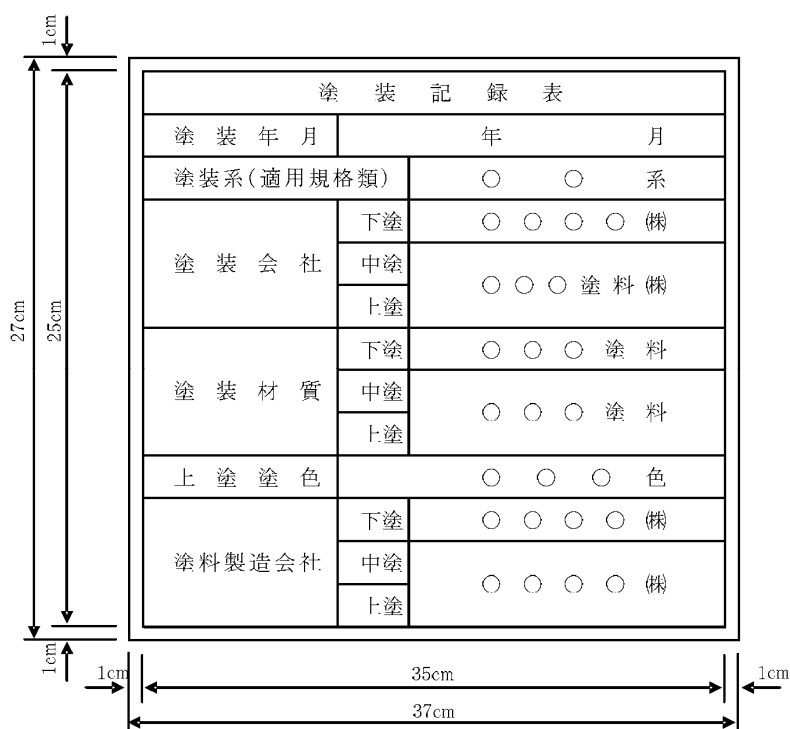 1cm
塗装記録表
塗装年月 年 月
塗装系(適用規格類) ○○系
塗装会社 下塗 ○○○○㈱
中塗 ○○○塗料㈱
上塗
塗装材質 下塗 ○○○塗料
中塗 ○○○塗料
上塗
上塗塗色 ○○○色
塗料製造会社 下塗 ○○○○㈱
中塗 ○○○○㈱
上塗
27cm
25cm
1cm
1cm 35cm 1cm
37cm